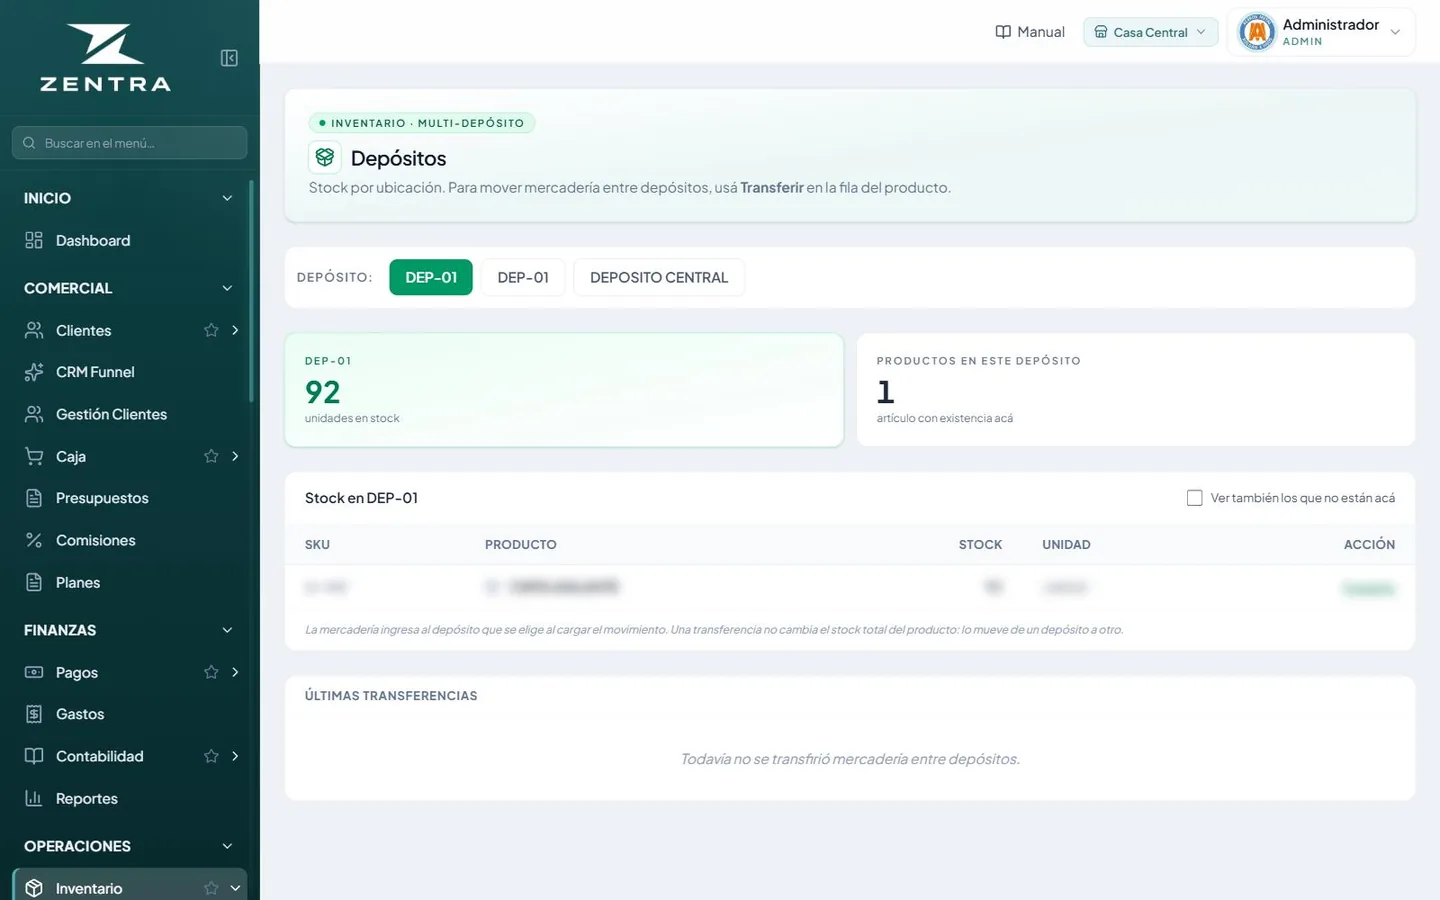 ZENTRA
Buscar en el menú...
INICIO
Dashboard
COMERCIAL
Clientes
CRM Funnel
Gestión Clientes
Caja
Presupuestos
Comisiones
Planes
FINANZAS
Pagos
Gastos
Contabilidad
Reportes
OPERACIONES
Inventario
Manual
Casa Central
Administrador
ADMIN
INVENTARIO · MULTI-DEPÓSITO
Depósitos
Stock por ubicación. Para mover mercadería entre depósitos, usá Transferir en la fila del producto.
DEPÓSITO: DEP-01 DEP-01 DEPOSITO CENTRAL
DEP-01
92
unidades en stock
PRODUCTOS EN ESTE DEPÓSITO
1
artículo con existencia acá
Stock en DEP-01
Ver también los que no están acá
SKU PRODUCTO STOCK UNIDAD ACCIÓN
La mercadería ingresa al depósito que se elige al cargar el movimiento. Una transferencia no cambia el stock total del producto: lo mueve de un depósito a otro.
ÚLTIMAS TRANSFERENCIAS
Todavía no se transfirió mercadería entre depósitos.